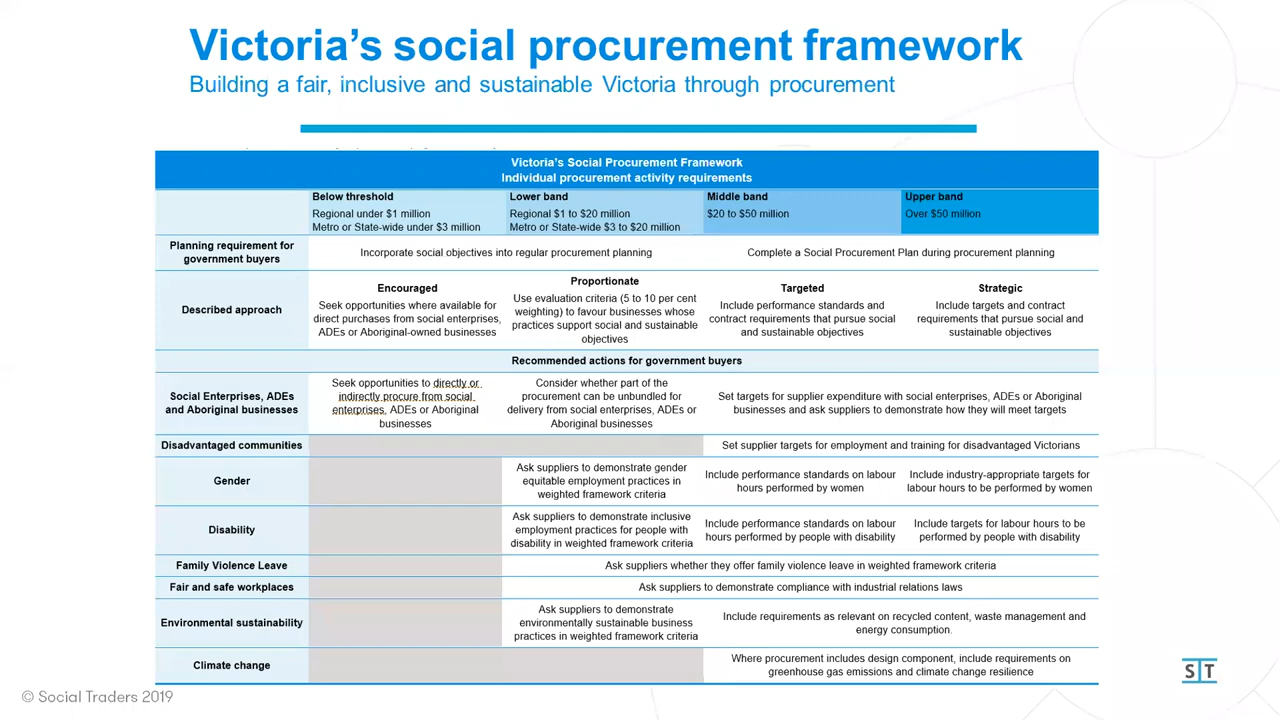 Victoria's social procurement framework
Building a fair, inclusive and sustainable Victoria through procurement
Victoria's Social Procurement Framework
Individual procurement activity requirements
Below threshold
Regional under $1 million
Metro or State-wide under $3 million
Lower band
Regional $1 to $20 million
Metro or State-wide $3 to $20 million
Middle band
$20 to $50 million
Upper band
Over $50 million
Planning requirement for
government buyers
Incorporate social objectives into regular procurement planning
Complete a Social Procurement Plan during procurement planning
Described approach
Encouraged
Seek opportunities where available for
direct purchases from social enterprises,
ADEs or Aboriginal-owned businesses
Proportionate
Use evaluation criteria (5 to 10 per cent
weighting) to favour businesses whose
practices support social and sustainable
objectives
Targeted
Include performance standards and
contract requirements that pursue social
and sustainable objectives
Strategic
Include targets and contract
requirements that pursue social and
sustainable objectives
Recommended actions for government buyers
Social Enterprises, ADEs
and Aboriginal businesses
Seek opportunities to directly or
indirectly procure from social
enterprises, ADEs or Aboriginal
businesses
Consider whether part of the
procurement can be unbundled for
delivery from social enterprises, ADEs or
Aboriginal businesses
Set targets for supplier expenditure with social enterprises, ADEs or Aboriginal
businesses and ask suppliers to demonstrate how they will meet targets
Disadvantaged communities
Set supplier targets for employment and training for disadvantaged Victorians
Gender
Ask suppliers to demonstrate gender
equitable employment practices in
weighted framework criteria
Include performance standards on labour
hours performed by women
Include industry-appropriate targets for
labour hours to be performed by women
Disability
Ask suppliers to demonstrate inclusive
employment practices for people with
disability in weighted framework criteria
Include performance standards on labour
hours performed by people with disability
Include targets for labour hours to be
performed by people with disability
Family Violence Leave
Ask suppliers whether they offer family violence leave in weighted framework criteria
Fair and safe workplaces
Ask suppliers to demonstrate compliance with industrial relations laws
Environmental sustainability
Ask suppliers to demonstrate
environmentally sustainable business
practices in weighted framework criteria
Include requirements as relevant on recycled content, waste management and
energy consumption.
Climate change
Where procurement includes design component, include requirements on
greenhouse gas emissions and climate change resilience
© Social Traders 2019
ST